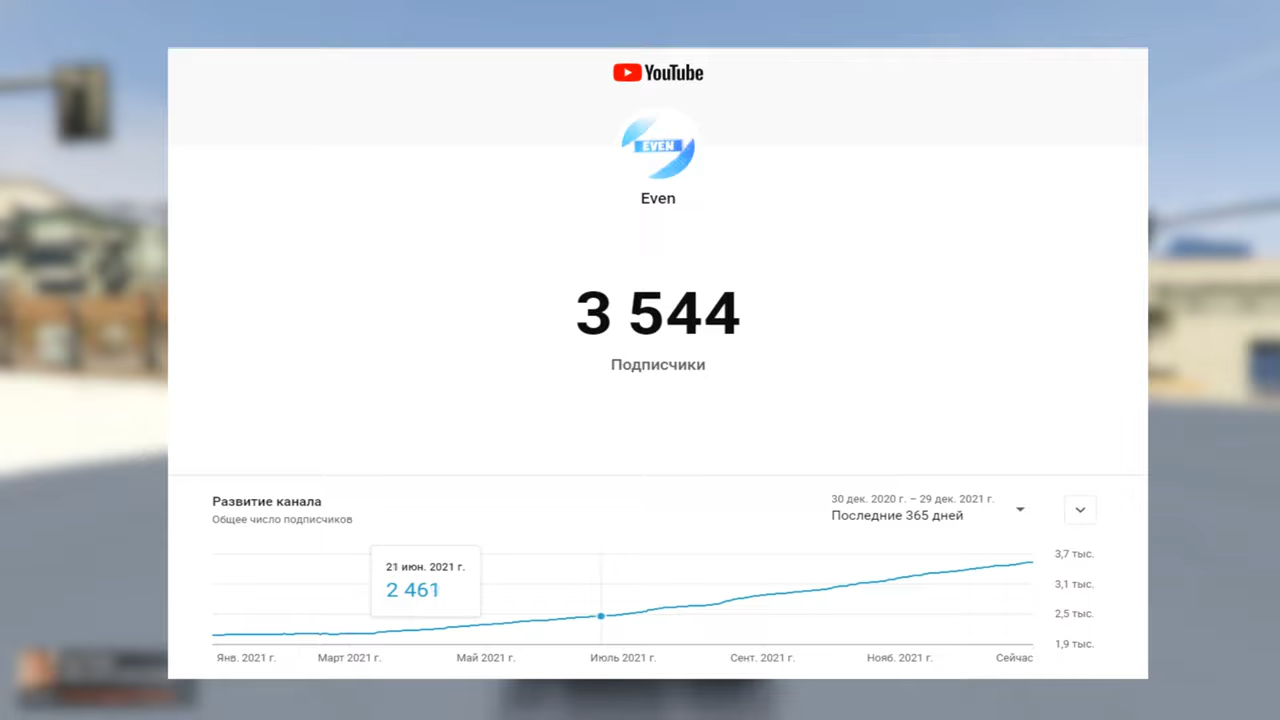 YouTube
EVEN
Even
3 544
Подписчики
Развитие канала
Общее число подписчиков
30 дек. 2020 г. – 29 дек. 2021 г.
Последние 365 дней
21 июн. 2021 г.
2 461
3,7 тыс.
3,1 тыс.
2,5 тыс.
1,9 тыс.
Янв. 2021 г. Март 2021 г. Май 2021 г. Июль 2021 г. Сент. 2021 г. Нояб. 2021 г. Сейчас